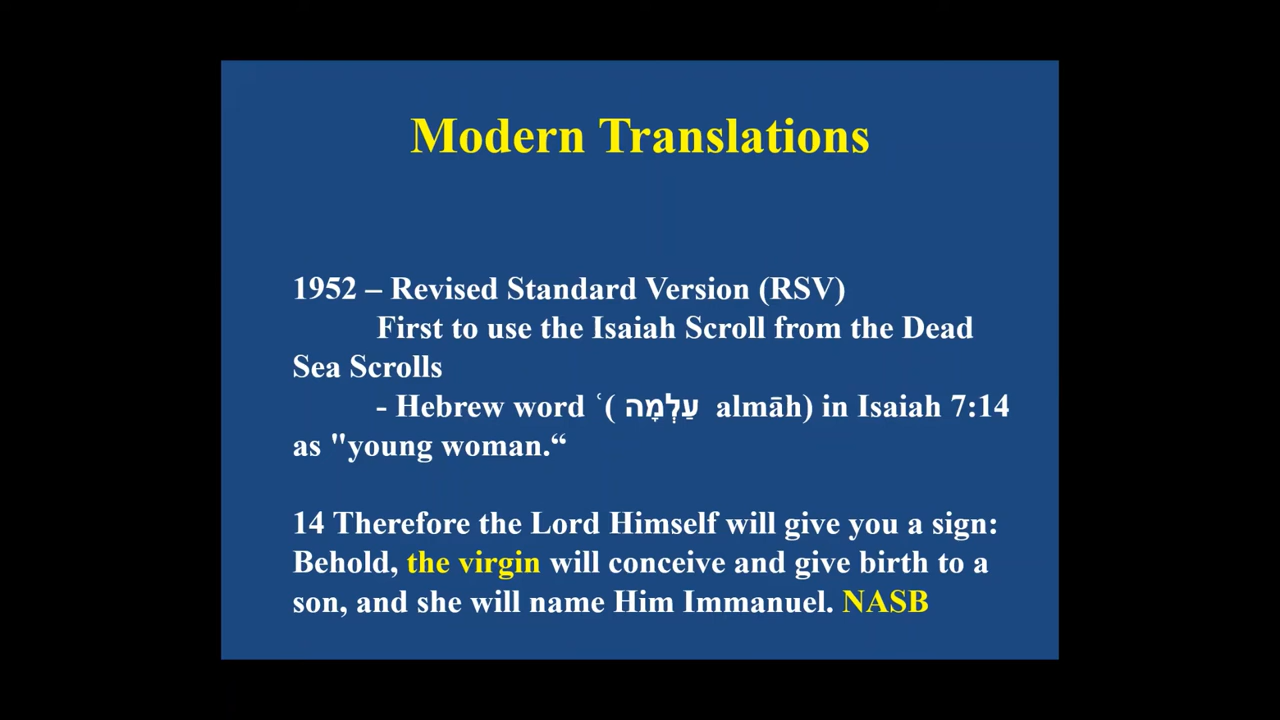 Modern Translations
1952 – Revised Standard Version (RSV)
First to use the Isaiah Scroll from the Dead
Sea Scrolls
- Hebrew word ʿ( עַלְמָה almāh) in Isaiah 7:14
as "young woman.“
14 Therefore the Lord Himself will give you a sign:
Behold, the virgin will conceive and give birth to a
son, and she will name Him Immanuel. NASB